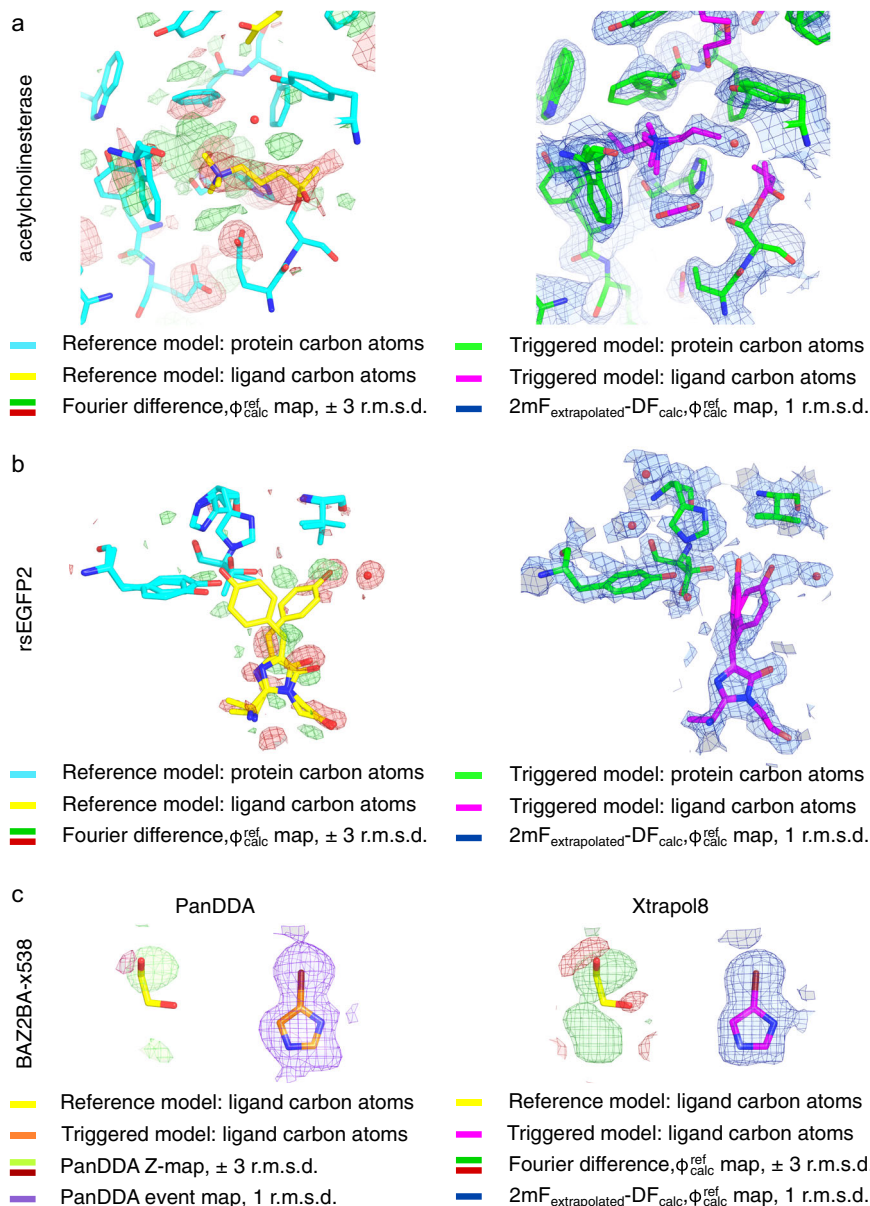 a
acetylcholinesterase
Reference model: protein carbon atoms
Reference model: ligand carbon atoms
Fourier difference,ϕ^ref_calc map, ± 3 r.m.s.d.
Triggered model: protein carbon atoms
Triggered model: ligand carbon atoms
2mF_extrapolated-DF_calc,ϕ^ref_calc map, 1 r.m.s.d.
b
rsEGFP2
Reference model: protein carbon atoms
Reference model: ligand carbon atoms
Fourier difference,ϕ^ref_calc map, ± 3 r.m.s.d.
Triggered model: protein carbon atoms
Triggered model: ligand carbon atoms
2mF_extrapolated-DF_calc,ϕ^ref_calc map, 1 r.m.s.d.
c
PanDDA
Xtrapol8
BAZ2BA-x538
Reference model: ligand carbon atoms
Triggered model: ligand carbon atoms
PanDDA Z-map, ± 3 r.m.s.d.
PanDDA event map, 1 r.m.s.d.
Reference model: ligand carbon atoms
Triggered model: ligand carbon atoms
Fourier difference,ϕ^ref_calc map, ± 3 r.m.s.d.
2mF_extrapolated-DF_calc,ϕ^ref_calc map, 1 r.m.s.d.